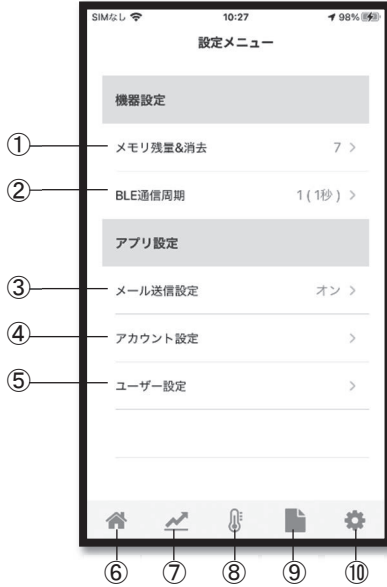 SIMなし 10:27 98%
設定メニュー
機器設定
① メモリ残量&消去 7 >
② BLE通信周期 1 ( 1秒 ) >
アプリ設定
③ メール送信設定 オン >
④ アカウント設定 >
⑤ ユーザー設定 >
⑥ ⑦ ⑧ ⑨ ⑩